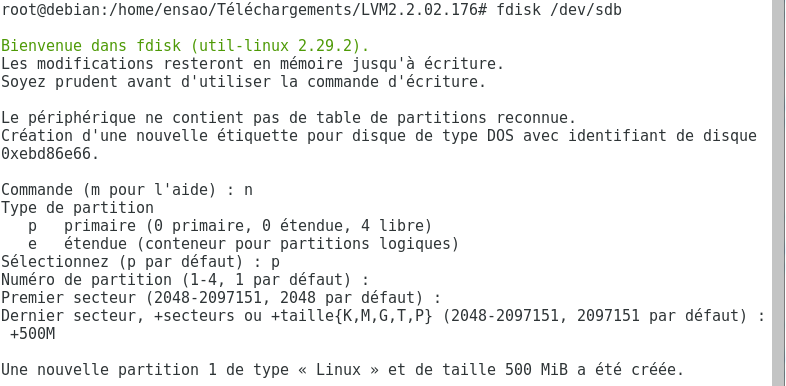 root@debian:/home/ensao/Téléchargements/LVM2.2.02.176# fdisk /dev/sdb
Bienvenue dans fdisk (util-linux 2.29.2).
Les modifications resteront en mémoire jusqu'à écriture.
Soyez prudent avant d'utiliser la commande d'écriture.
Le périphérique ne contient pas de table de partitions reconnue.
Création d'une nouvelle étiquette pour disque de type DOS avec identifiant de disque
0xebd86e66.
Commande (m pour l'aide) : n
Type de partition
   p   primaire (0 primaire, 0 étendue, 4 libre)
   e   étendue (conteneur pour partitions logiques)
Sélectionnez (p par défaut) : p
Numéro de partition (1-4, 1 par défaut) :
Premier secteur (2048-2097151, 2048 par défaut) :
Dernier secteur, +secteurs ou +taille{K,M,G,T,P} (2048-2097151, 2097151 par défaut) :
 +500M
Une nouvelle partition 1 de type « Linux » et de taille 500 MiB a été créée.